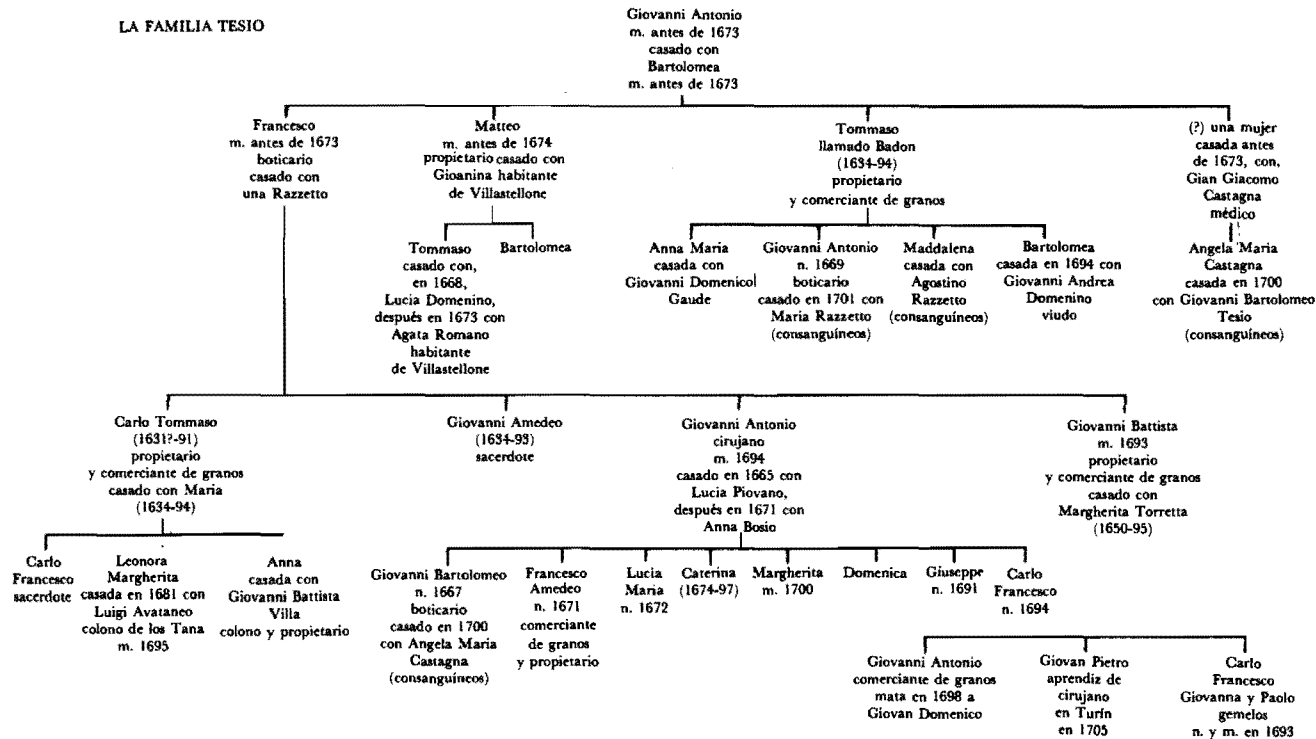 LA FAMILIA TESIO
Giovanni Antonio
m. antes de 1673
casado con
Bartolomea
m. antes de 1673
Francesco
m. antes de 1673
boticario
casado con
una Razzetto
Matteo
m. antes de 1674
propietario casado con
Gioanina habitante
de Villastellone
Tommaso
llamado Badon
(1634-94)
propietario
y comerciante de granos
(?) una mujer
casada antes
de 1673, con,
Gian Giacomo
Castagna
médico
Tommaso
casado con,
en 1668,
Lucia Domenino,
después en 1673 con
Agata Romano
habitante
de Villastellone
Bartolomea
Anna Maria
casada con
Giovanni Domenicol
Gaude
Giovanni Antonio
n. 1669
boticario
casado en 1701 con
Maria Razzetto
(consanguíneos)
Maddalena
casada con
Agostino
Razzetto
(consanguíneos)
Bartolomea
casada en 1694 con
Giovanni Andrea
Domenino
viudo
Angela Maria
Castagna
casada en 1700
con Giovanni Bartolomeo
Tesio
(consanguíneos)
Carlo Tommaso
(1631?-91)
propietario
y comerciante de granos
casado con Maria
(1634-94)
Giovanni Amedeo
(1634-93)
sacerdote
Giovanni Antonio
cirujano
m. 1694
casado en 1665 con
Lucia Piovano,
después en 1671 con
Anna Bosio
Giovanni Battista
m. 1693
propietario
y comerciante de granos
casado con
Margherita Torretta
(1650-95)
Carlo
Francesco
sacerdote
Leonora
Margherita
casada en 1681 con
Luigi Avataneo
colono de los Tana
m. 1695
Anna
casada con
Giovanni Battista
Villa
colono y propietario
Giovanni Bartolomeo
n. 1667
boticario
casado en 1700
con Angela Maria
Castagna
(consanguíneos)
Francesco
Amedeo
n. 1671
comerciante
de granos
y propietario
Lucia
Maria
n. 1672
Caterina
(1674-97)
Margherita
m. 1700
Domenica
Giuseppe
n. 1691
Carlo
Francesco
n. 1694
Giovanni Antonio
comerciante de granos
mata en 1698 a
Giovan Domenico
Giovan Pietro
aprendiz de
cirujano
en Turín
en 1705
Carlo
Francesco
Giovanna y Paolo
gemelos
n. y m. en 1693